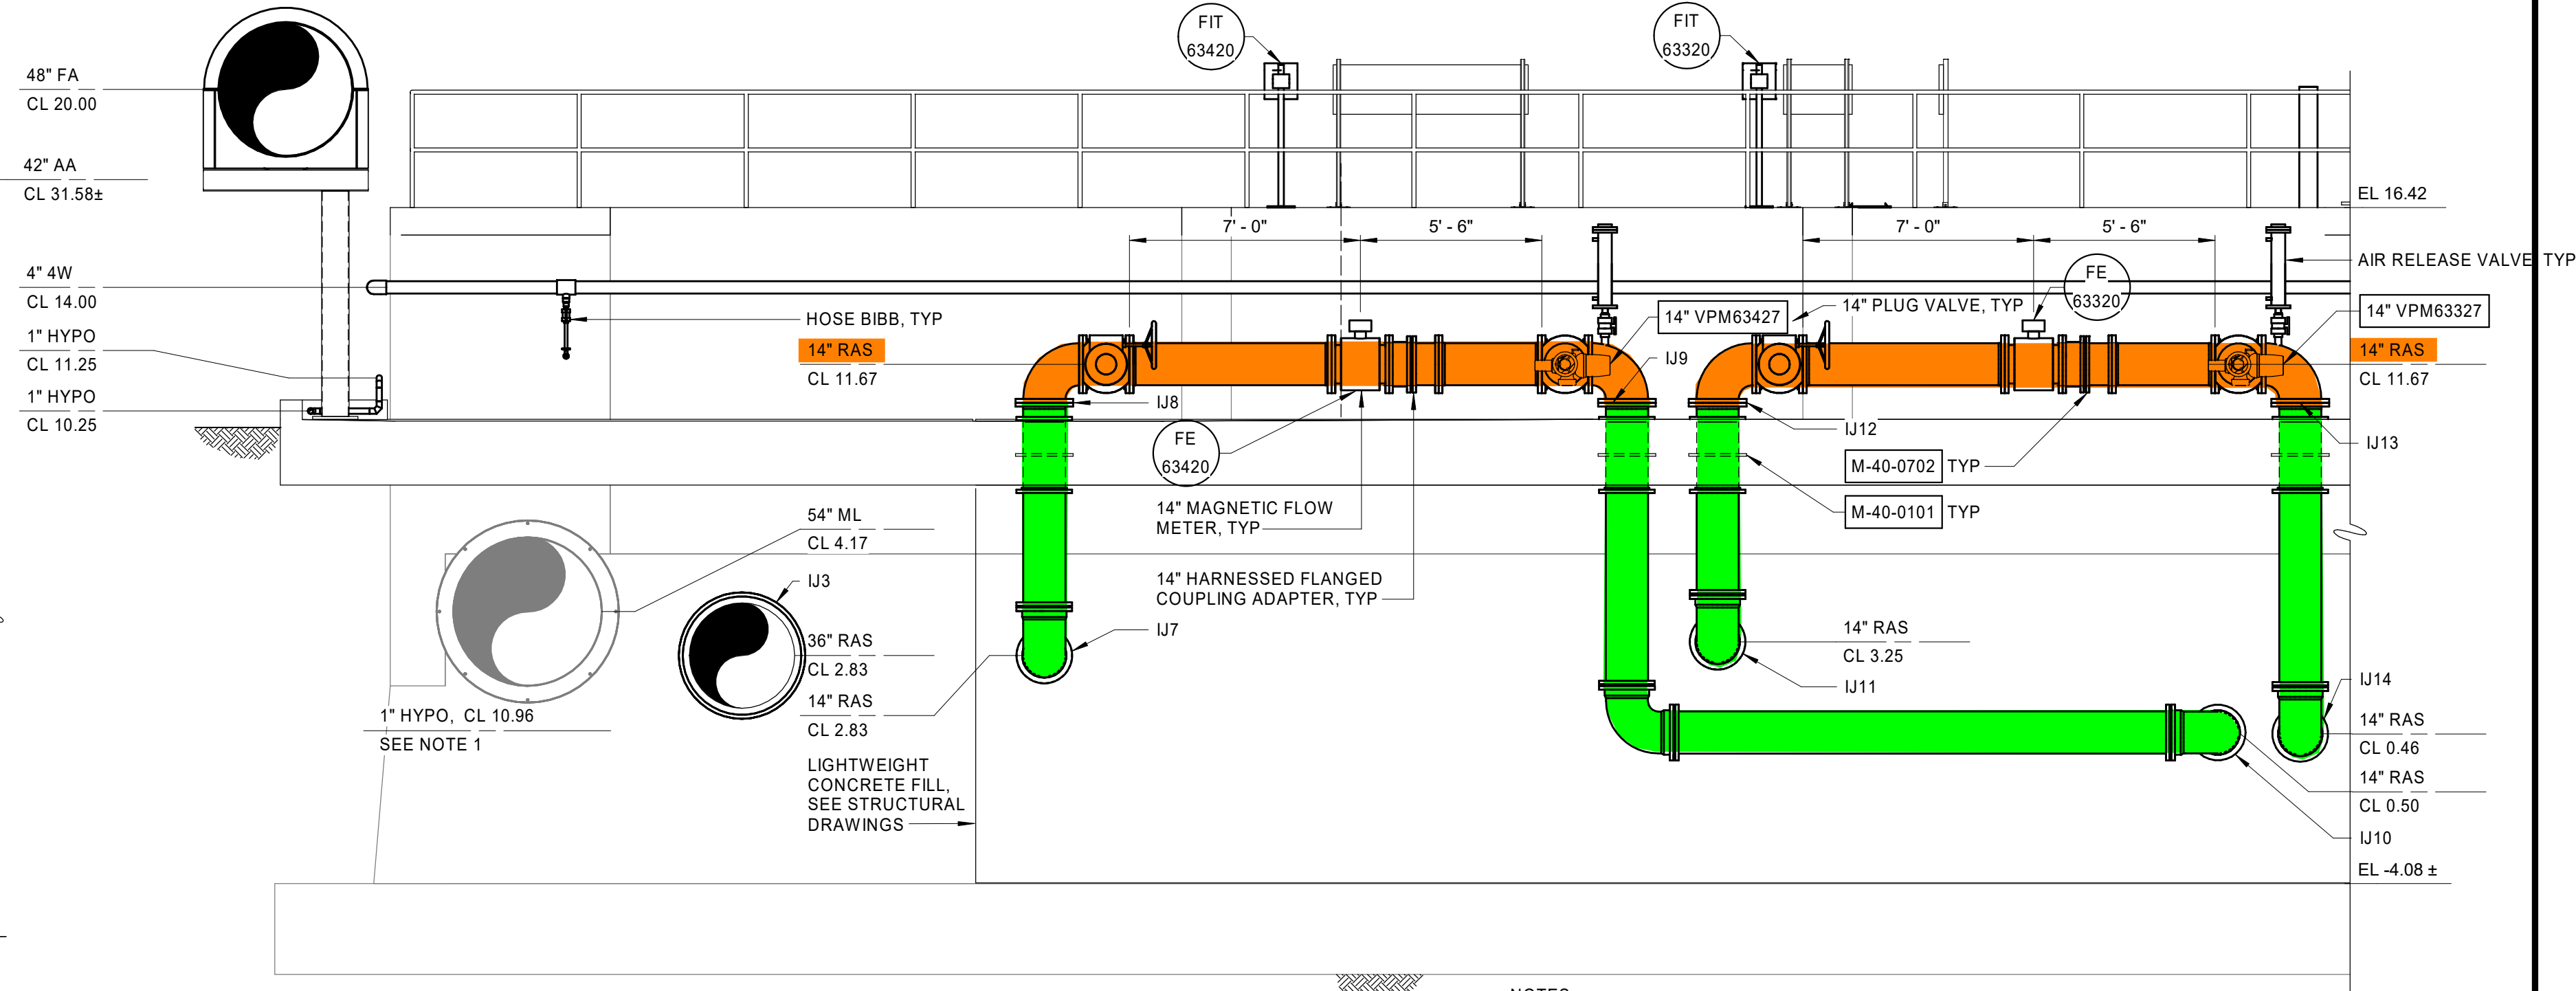 FIT
63420
FIT
63320
48" FA
CL 20.00
42" AA
CL 31.58±
EL 16.42
7' - 0"
5' - 6"
7' - 0"
5' - 6"
AIR RELEASE VALVE, TYP
4" 4W
CL 14.00
FE
63320
HOSE BIBB, TYP
14" VPM63427
14" PLUG VALVE, TYP
14" VPM63327
1" HYPO
CL 11.25
14" RAS
CL 11.67
IJ9
14" RAS
CL 11.67
1" HYPO
CL 10.25
IJ8
IJ12
IJ13
FE
63420
M-40-0702 TYP
14" MAGNETIC FLOW
METER, TYP
M-40-0101 TYP
54" ML
CL 4.17
IJ3
14" HARNESSED FLANGED
COUPLING ADAPTER, TYP
36" RAS
CL 2.83
IJ7
14" RAS
CL 3.25
IJ11
IJ14
14" RAS
CL 2.83
1" HYPO, CL 10.96
SEE NOTE 1
14" RAS
CL 0.46
14" RAS
CL 0.50
LIGHTWEIGHT
CONCRETE FILL,
SEE STRUCTURAL
DRAWINGS
IJ10
EL -4.08 ±
NOTES